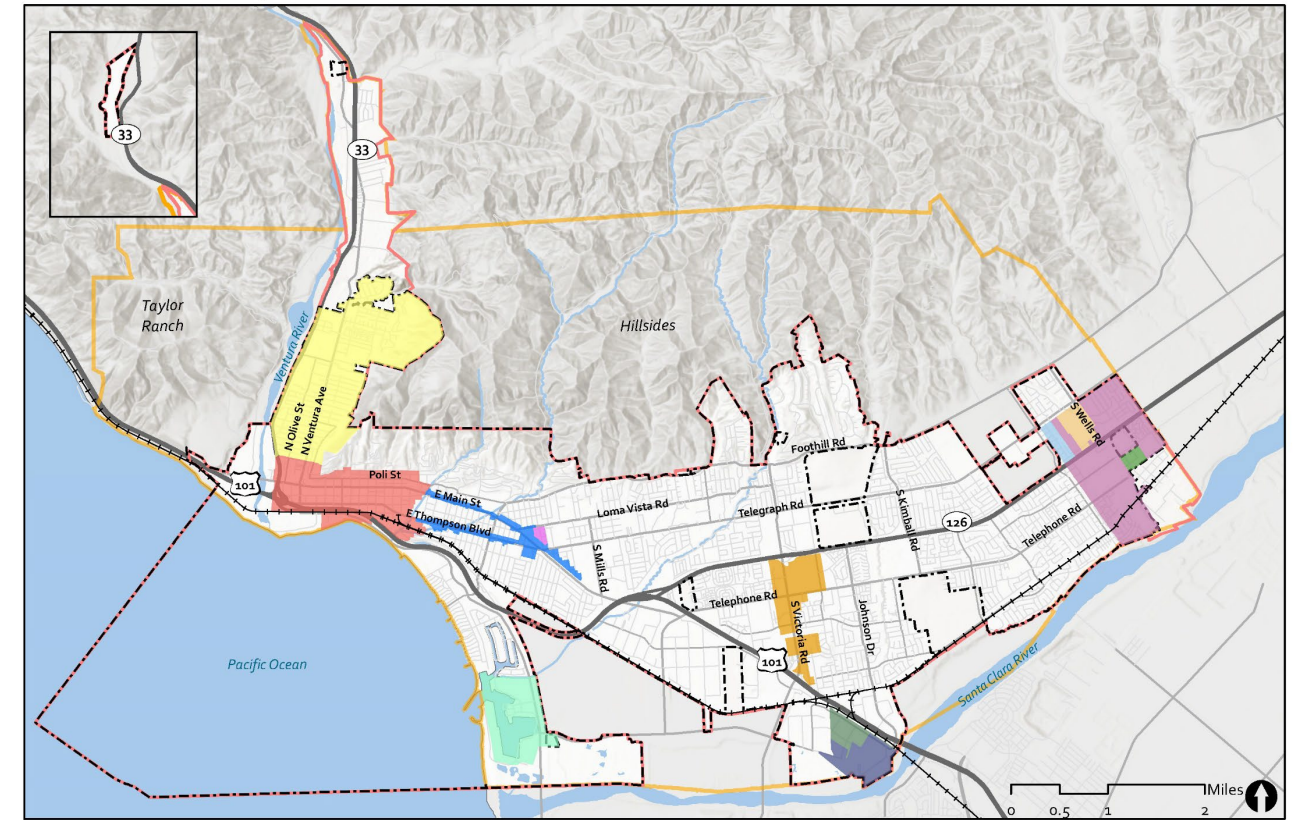 33
33
Taylor
Ranch
Hillsides
Ventura River
N Olive St
N Ventura Ave
Foothill Rd
S Wells Rd
Poli St
101
E Main St
E Thompson Blvd
Loma Vista Rd
Telegraph Rd
S Kimball Rd
126
Telephone Rd
S Mills Rd
Telephone Rd
S Victoria Rd
Johnson Dr
101
Pacific Ocean
Santa Clara River
Miles
0 0.5 1 2